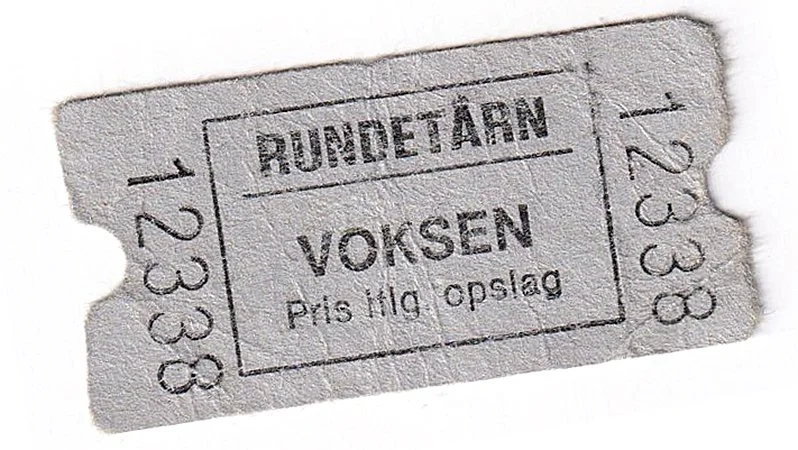 12338
RUNDETÅRN
VOKSEN
Pris iflg. opslag
12338